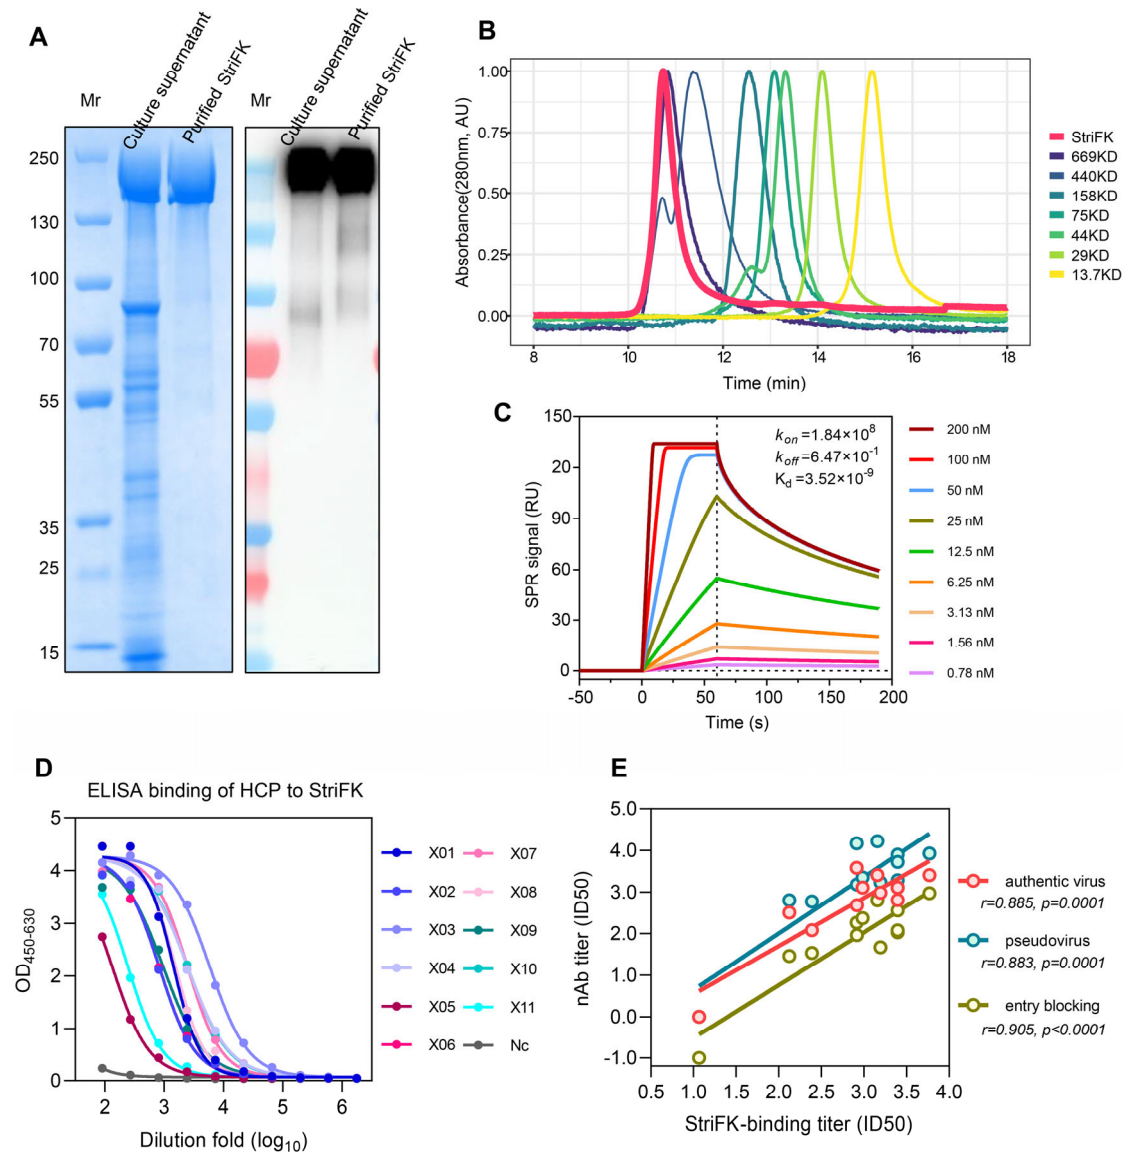 A
Culture supernatant
Purified StriFK
Culture supernatant
Purified StriFK
Mr
Mr
250
130
100
70
55
35
25
15
B
Absorbance(280nm, AU)
1.00
0.75
0.50
0.25
0.00
8
10
12
14
16
18
Time (min)
StriFK
669KD
440KD
158KD
75KD
44KD
29KD
13.7KD
C
SPR signal (RU)
150
20
90
60
30
0
-50
0
50
100
150
200
Time (s)
kon =1.84×10⁸
koff =6.47×10⁻¹
Kd =3.52×10⁻⁹
200 nM
100 nM
50 nM
25 nM
12.5 nM
6.25 nM
3.13 nM
1.56 nM
0.78 nM
D
ELISA binding of HCP to StriFK
OD450-630
5
4
3
2
1
0
2
3
4
5
6
Dilution fold (log10)
X01
X07
X02
X08
X03
X09
X04
X10
X05
X11
X06
Nc
E
nAb titer (ID50)
5.0
4.0
3.0
2.0
1.0
0.0
-1.0
0.5
1.0
1.5
2.0
2.5
3.0
3.5
4.0
StriFK-binding titer (ID50)
authentic virus
r=0.885, p=0.0001
pseudovirus
r=0.883, p=0.0001
entry blocking
r=0.905, p<0.0001